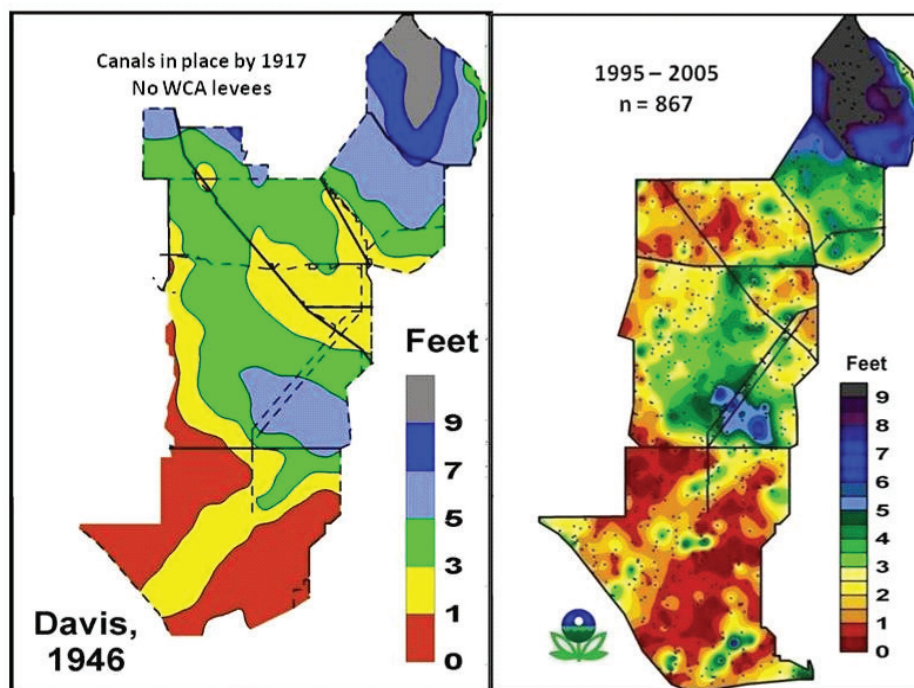 Canals in place by 1917
No WCA levees
Feet
9
7
5
3
1
0
Davis,
1946
1995 – 2005
n = 867
Feet
9
8
7
6
5
4
3
2
1
0